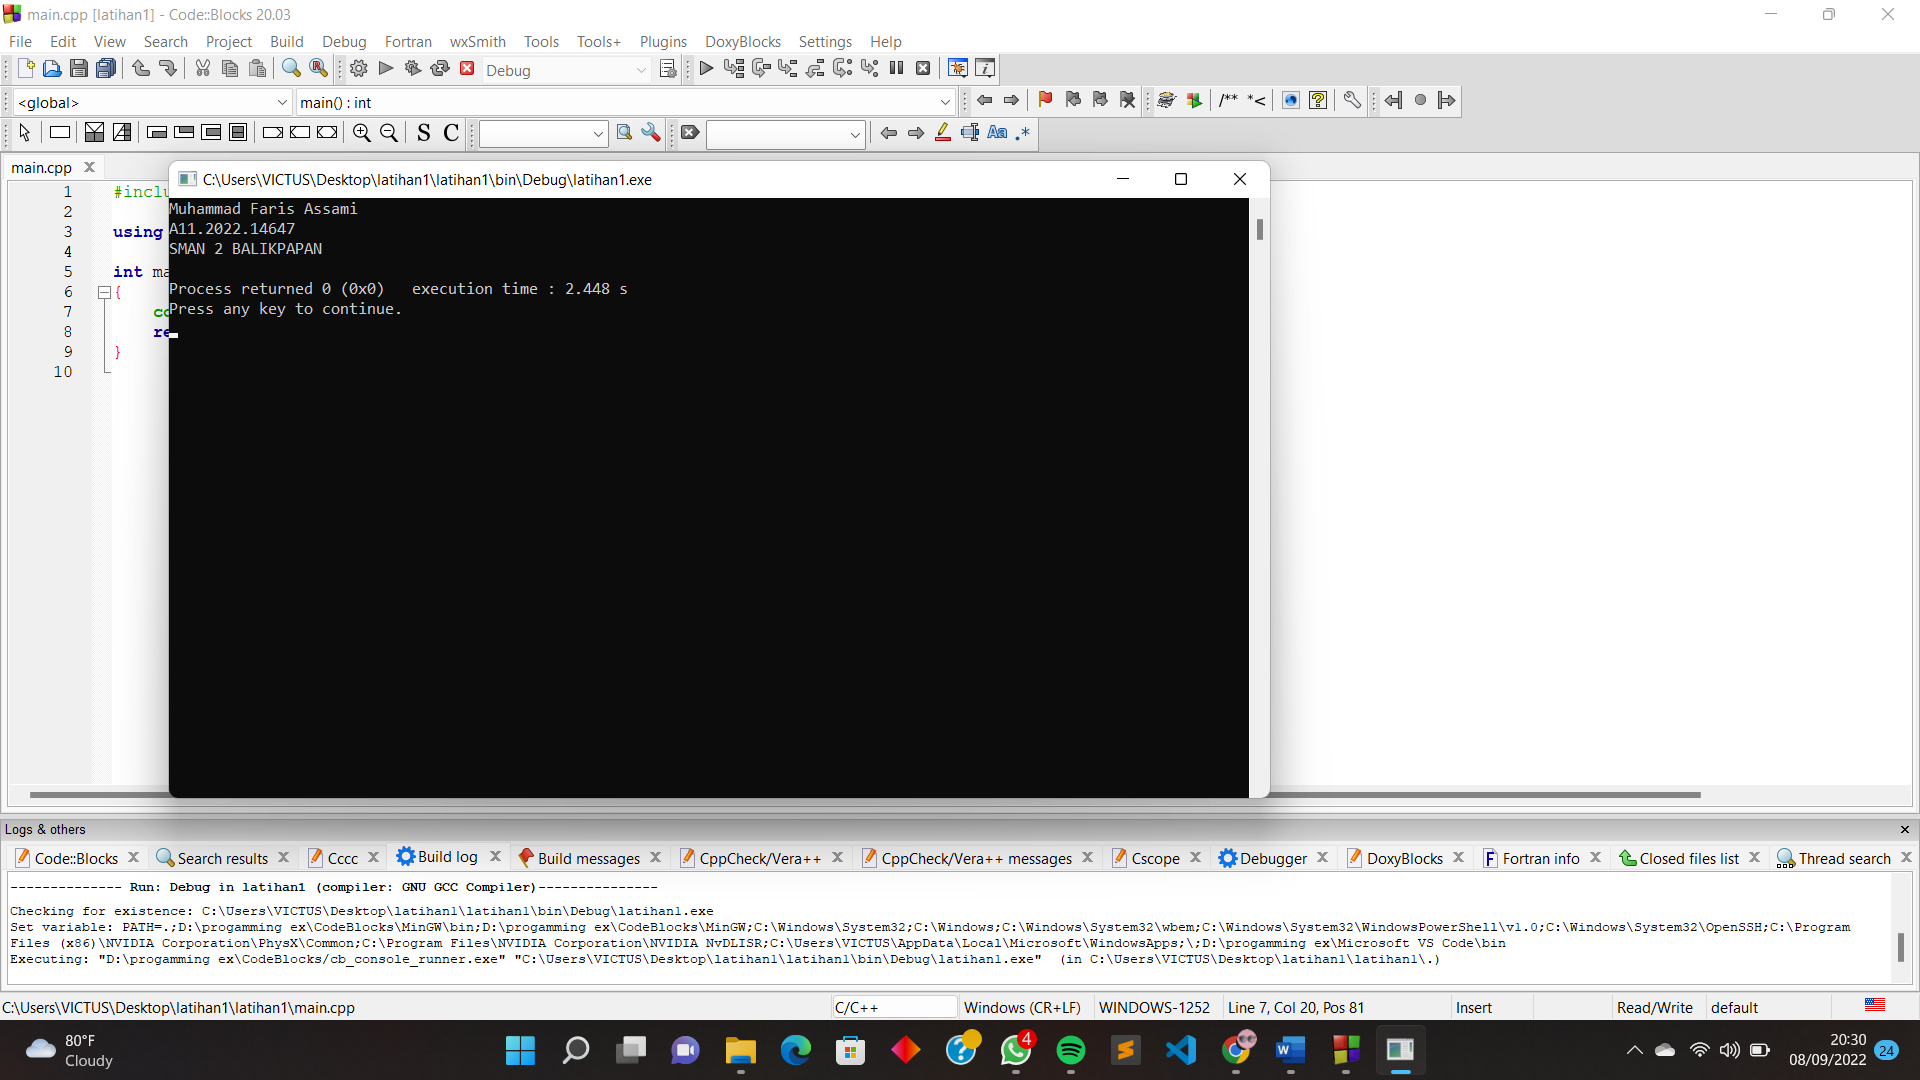 main.cpp [latihan1] - Code::Blocks 20.03
File Edit View Search Project Build Debug Fortran wxSmith Tools Tools+ Plugins DoxyBlocks Settings Help
Debug
<global> main() : int
/** *<
S C Aa .*
main.cpp
C:\Users\VICTUS\Desktop\latihan1\latihan1\bin\Debug\latihan1.exe
1 #inclu
2
3 using
4
5 int ma
6 {
7 co
8 re
9 }
10
Muhammad Faris Assami
A11.2022.14647
SMAN 2 BALIKPAPAN
Process returned 0 (0x0)   execution time : 2.448 s
Press any key to continue.
Logs & others
Code::Blocks Search results Cccc Build log Build messages CppCheck/Vera++ CppCheck/Vera++ messages Cscope Debugger DoxyBlocks Fortran info Closed files list Thread search
-------------- Run: Debug in latihan1 (compiler: GNU GCC Compiler)---------------
Checking for existence: C:\Users\VICTUS\Desktop\latihan1\latihan1\bin\Debug\latihan1.exe
Set variable: PATH=.;D:\progamming ex\CodeBlocks\MinGW\bin;D:\progamming ex\CodeBlocks\MinGW;C:\Windows\System32;C:\Windows;C:\Windows\System32\wbem;C:\Windows\System32\WindowsPowerShell\v1.0;C:\Windows\System32\OpenSSH;C:\Program
Files (x86)\NVIDIA Corporation\PhysX\Common;C:\Program Files\NVIDIA Corporation\NVIDIA NvDLISR;C:\Users\VICTUS\AppData\Local\Microsoft\WindowsApps;\;D:\progamming ex\Microsoft VS Code\bin
Executing: "D:\progamming ex\CodeBlocks/cb_console_runner.exe" "C:\Users\VICTUS\Desktop\latihan1\latihan1\bin\Debug\latihan1.exe"  (in C:\Users\VICTUS\Desktop\latihan1\latihan1\.)
C:\Users\VICTUS\Desktop\latihan1\latihan1\main.cpp C/C++ Windows (CR+LF) WINDOWS-1252 Line 7, Col 20, Pos 81 Insert Read/Write default
80°F
Cloudy
4
20:30
08/09/2022 24